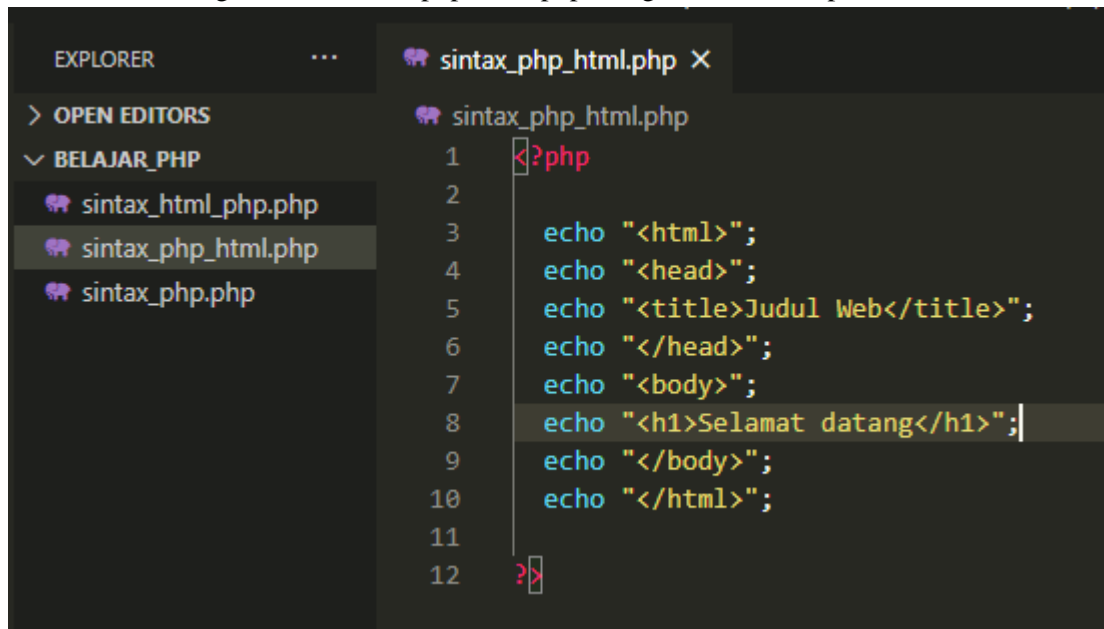 EXPLORER ...
sintax_php_html.php ×
> OPEN EDITORS
sintax_php_html.php
BELAJAR_PHP
sintax_html_php.php
sintax_php_html.php
sintax_php.php
1 <?php
2
3 echo "<html>";
4 echo "<head>";
5 echo "<title>Judul Web</title>";
6 echo "</head>";
7 echo "<body>";
8 echo "<h1>Selamat datang</h1>";
9 echo "</body>";
10 echo "</html>";
11
12 ?>